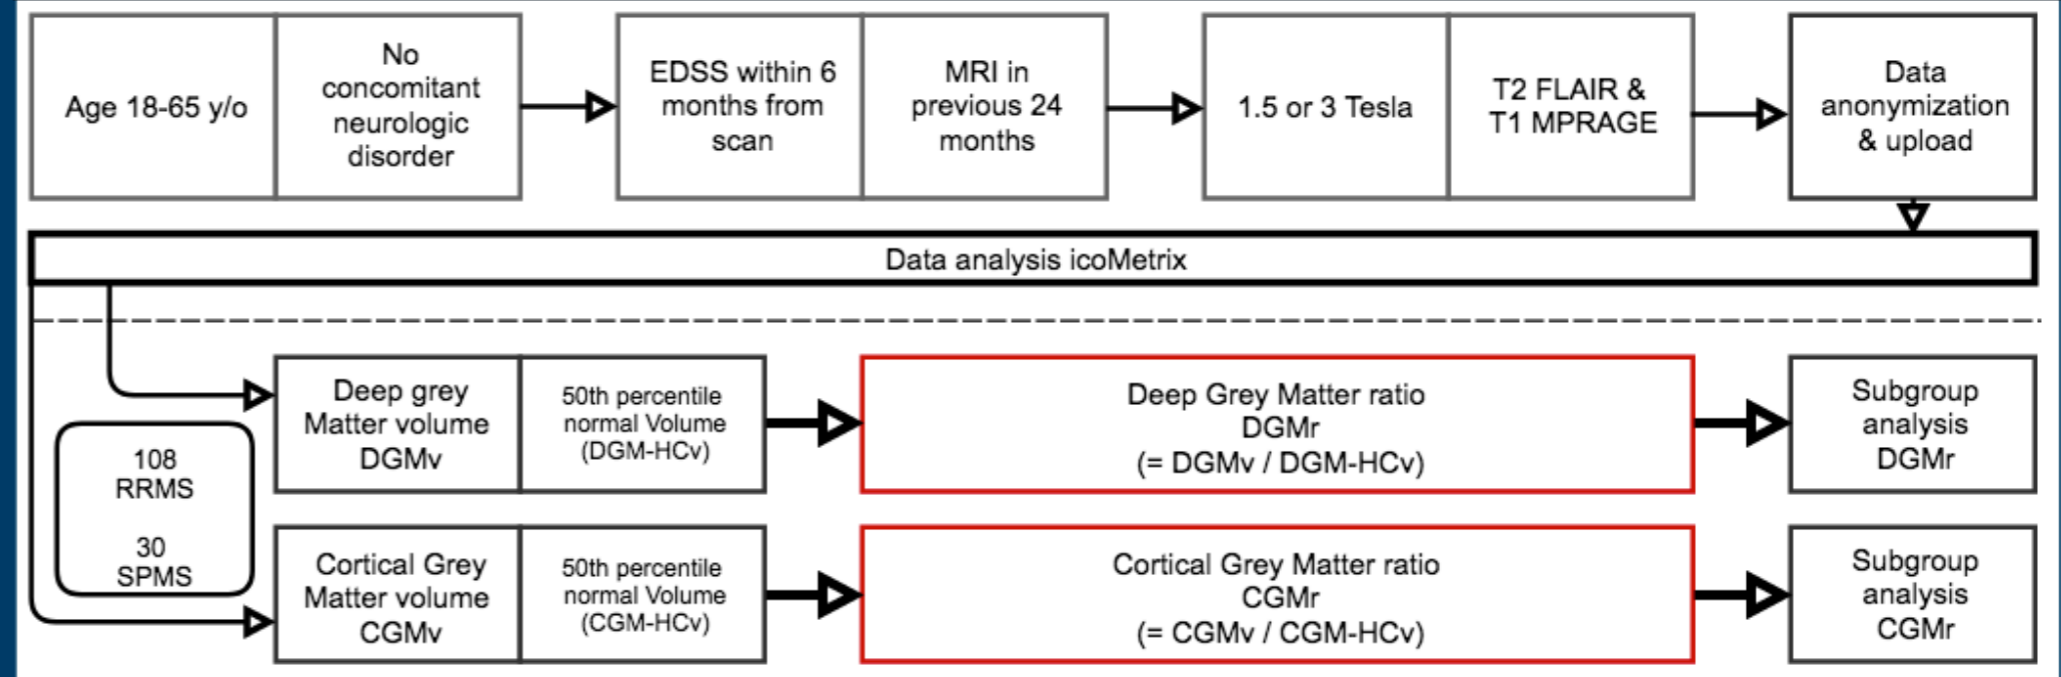 Age 18-65 y/o
No
concomitant
neurologic
disorder
EDSS within 6
months from
scan
MRI in
previous 24
months
1.5 or 3 Tesla
T2 FLAIR &
T1 MPRAGE
Data
anonymization
& upload
Data analysis icoMetrix
108
RRMS
30
SPMS
Deep grey
Matter volume
DGMv
50th percentile
normal Volume
(DGM-HCv)
Deep Grey Matter ratio
DGMr
(= DGMv / DGM-HCv)
Subgroup
analysis
DGMr
Cortical Grey
Matter volume
CGMv
50th percentile
normal Volume
(CGM-HCv)
Cortical Grey Matter ratio
CGMr
(= CGMv / CGM-HCv)
Subgroup
analysis
CGMr